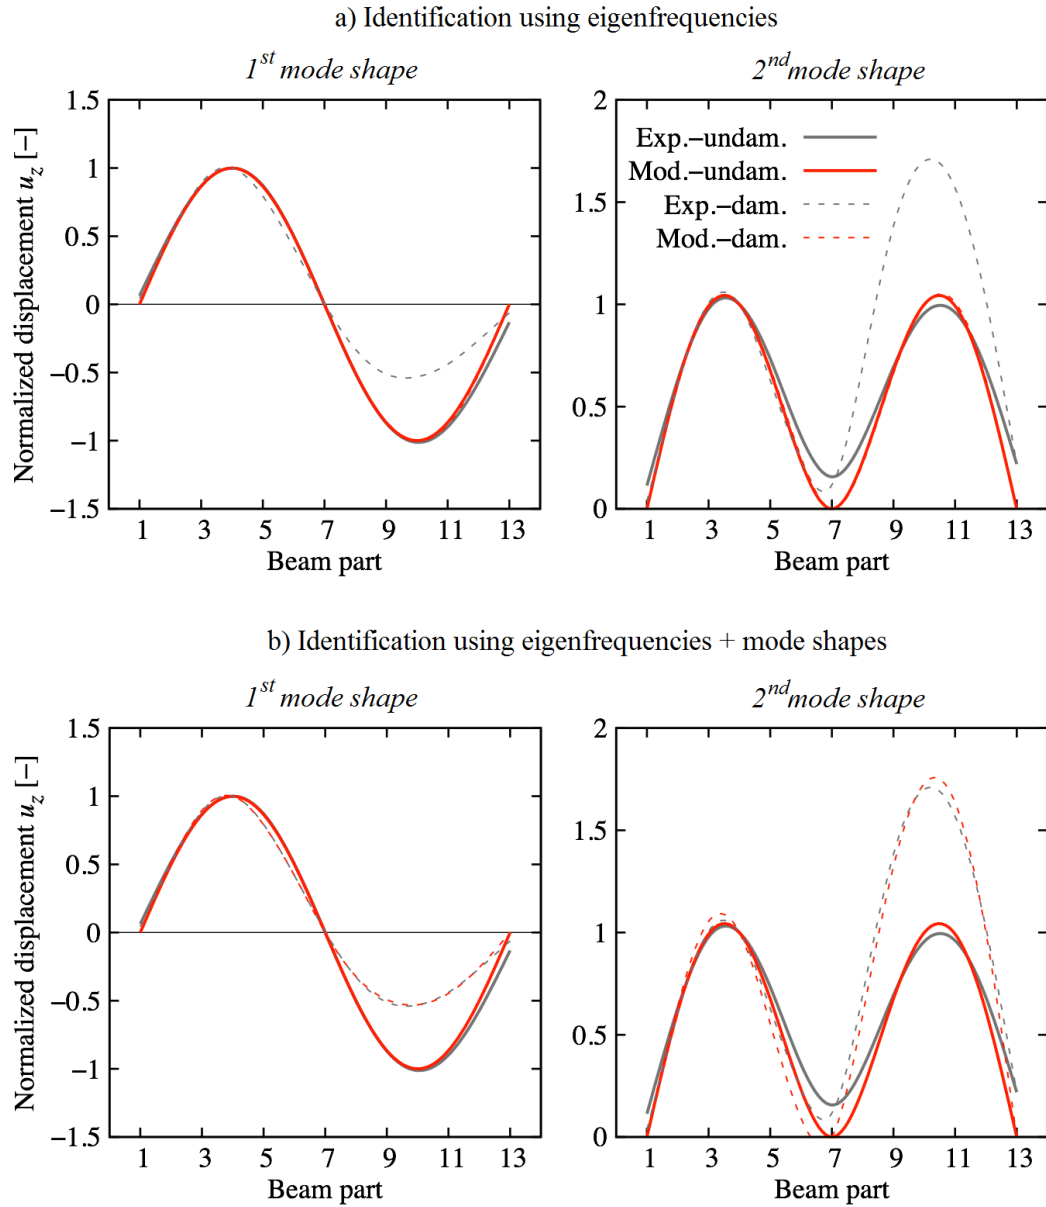 a) Identification using eigenfrequencies
1st mode shape
2nd mode shape
Normalized displacement uz [−]
1.5
1
0.5
0
−0.5
−1
−1.5
1 3 5 7 9 11 13
Beam part
2
1.5
1
0.5
0
Exp.−undam.
Mod.−undam.
Exp.−dam.
Mod.−dam.
1 3 5 7 9 11 13
Beam part
b) Identification using eigenfrequencies + mode shapes
1st mode shape
2nd mode shape
Normalized displacement uz [−]
1.5
1
0.5
0
−0.5
−1
−1.5
1 3 5 7 9 11 13
Beam part
2
1.5
1
0.5
0
1 3 5 7 9 11 13
Beam part